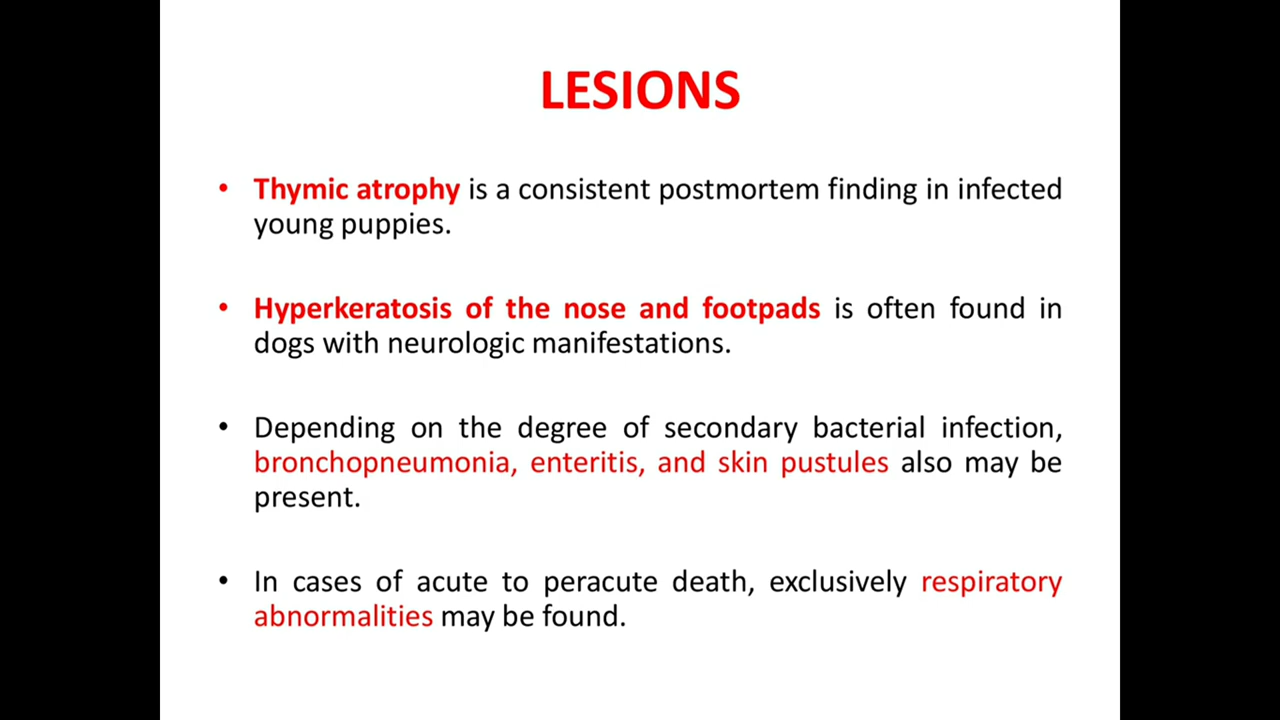 LESIONS
• Thymic atrophy is a consistent postmortem finding in infected
young puppies.
• Hyperkeratosis of the nose and footpads is often found in
dogs with neurologic manifestations.
• Depending on the degree of secondary bacterial infection,
bronchopneumonia, enteritis, and skin pustules also may be
present.
• In cases of acute to peracute death, exclusively respiratory
abnormalities may be found.